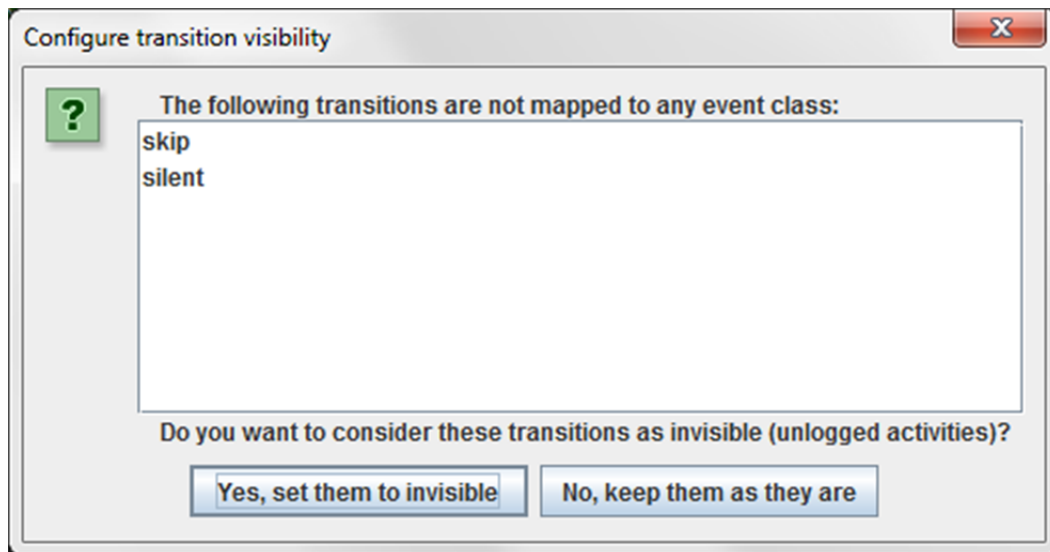 Configure transition visibility
The following transitions are not mapped to any event class:
skip
silent
Do you want to consider these transitions as invisible (unlogged activities)?
Yes, set them to invisible
No, keep them as they are